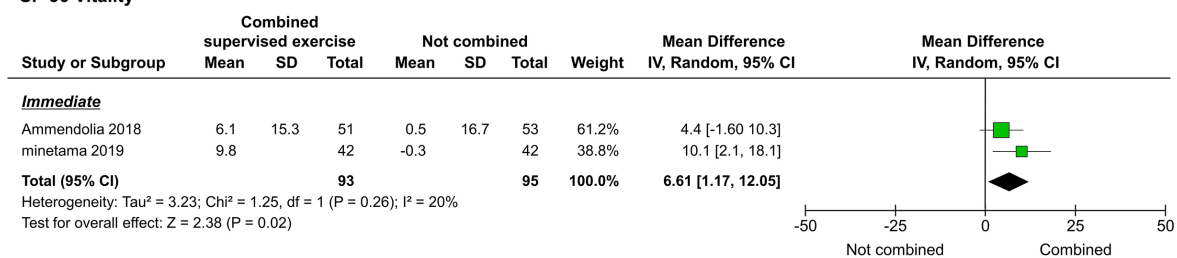 Combined
supervised exercise Not combined Mean Difference Mean Difference
Study or Subgroup Mean SD Total Mean SD Total Weight IV, Random, 95% CI IV, Random, 95% CI
Immediate
Ammendolia 2018 6.1 15.3 51 0.5 16.7 53 61.2% 4.4 [-1.60 10.3]
minetama 2019 9.8 42 -0.3 42 38.8% 10.1 [2.1, 18.1]
Total (95% CI) 93 95 100.0% 6.61 [1.17, 12.05]
Heterogeneity: Tau² = 3.23; Chi² = 1.25, df = 1 (P = 0.26); I² = 20%
Test for overall effect: Z = 2.38 (P = 0.02)
-50 -25 0 25 50
Not combined Combined